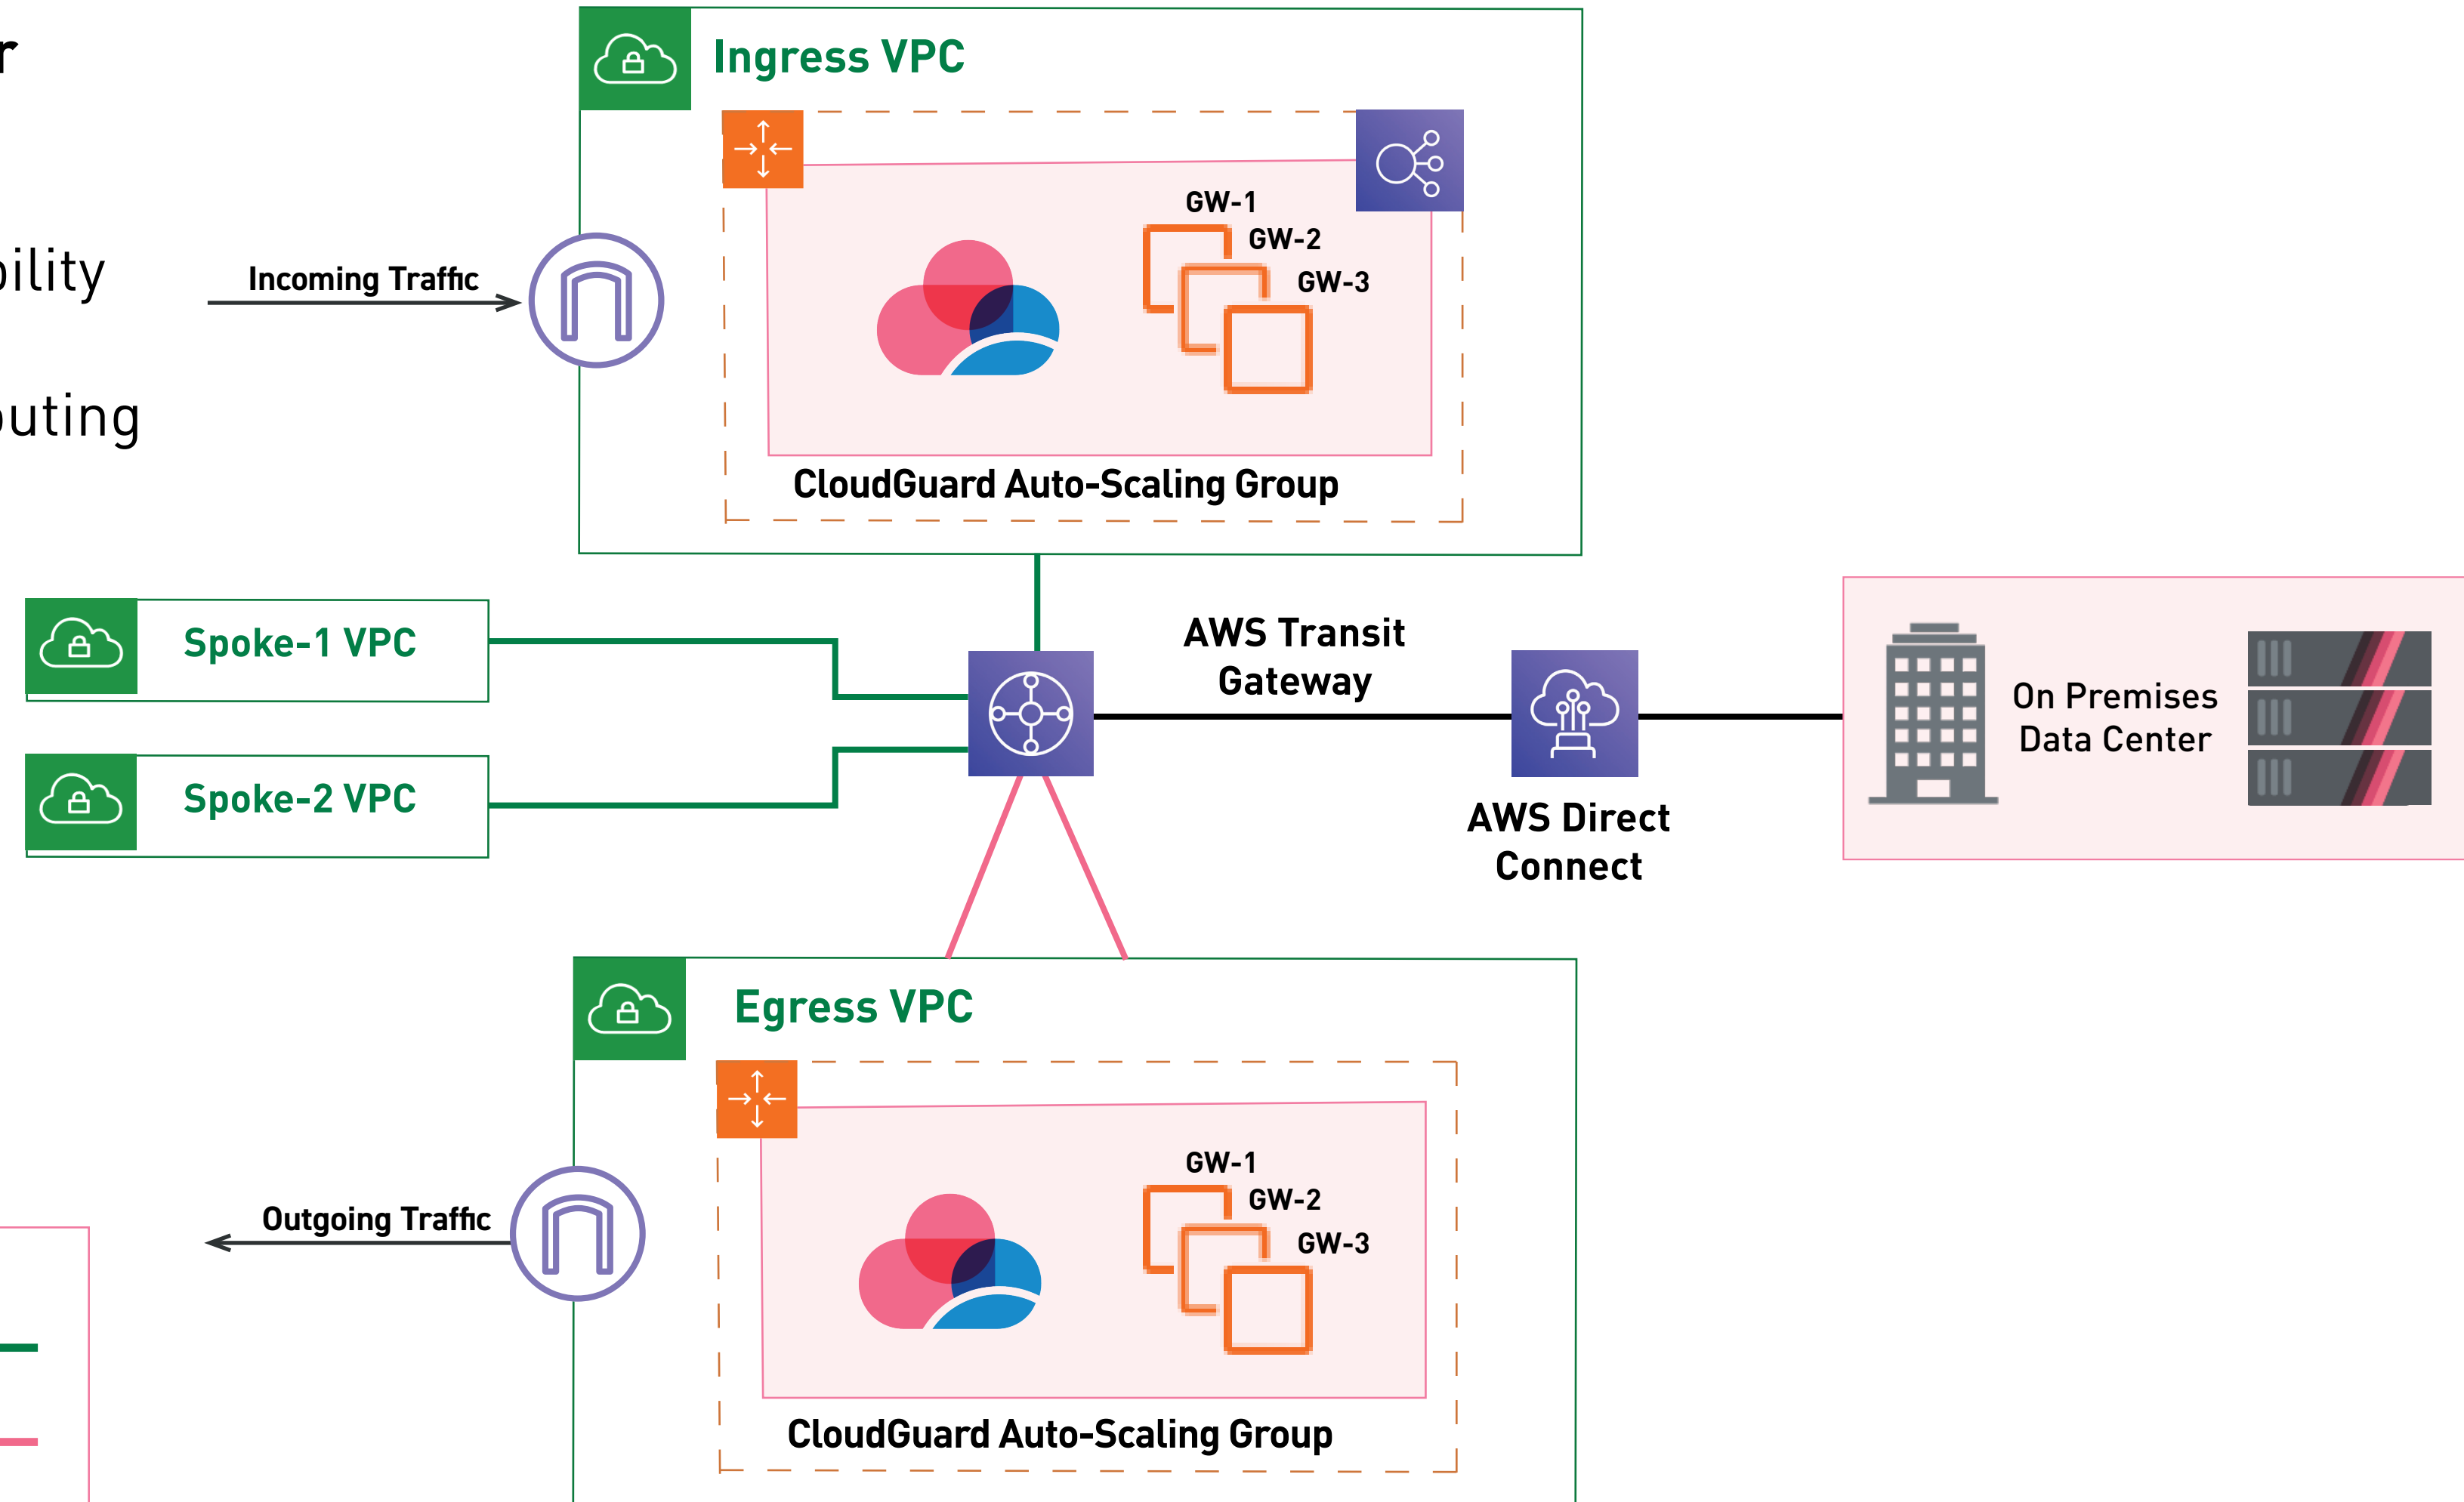 Ingress VPC
GW-1
GW-2
GW-3
Incoming Traffic
CloudGuard Auto-Scaling Group
Spoke-1 VPC
Spoke-2 VPC
AWS Transit
Gateway
AWS Direct
Connect
On Premises
Data Center
Egress VPC
GW-1
GW-2
GW-3
Outgoing Traffic
CloudGuard Auto-Scaling Group